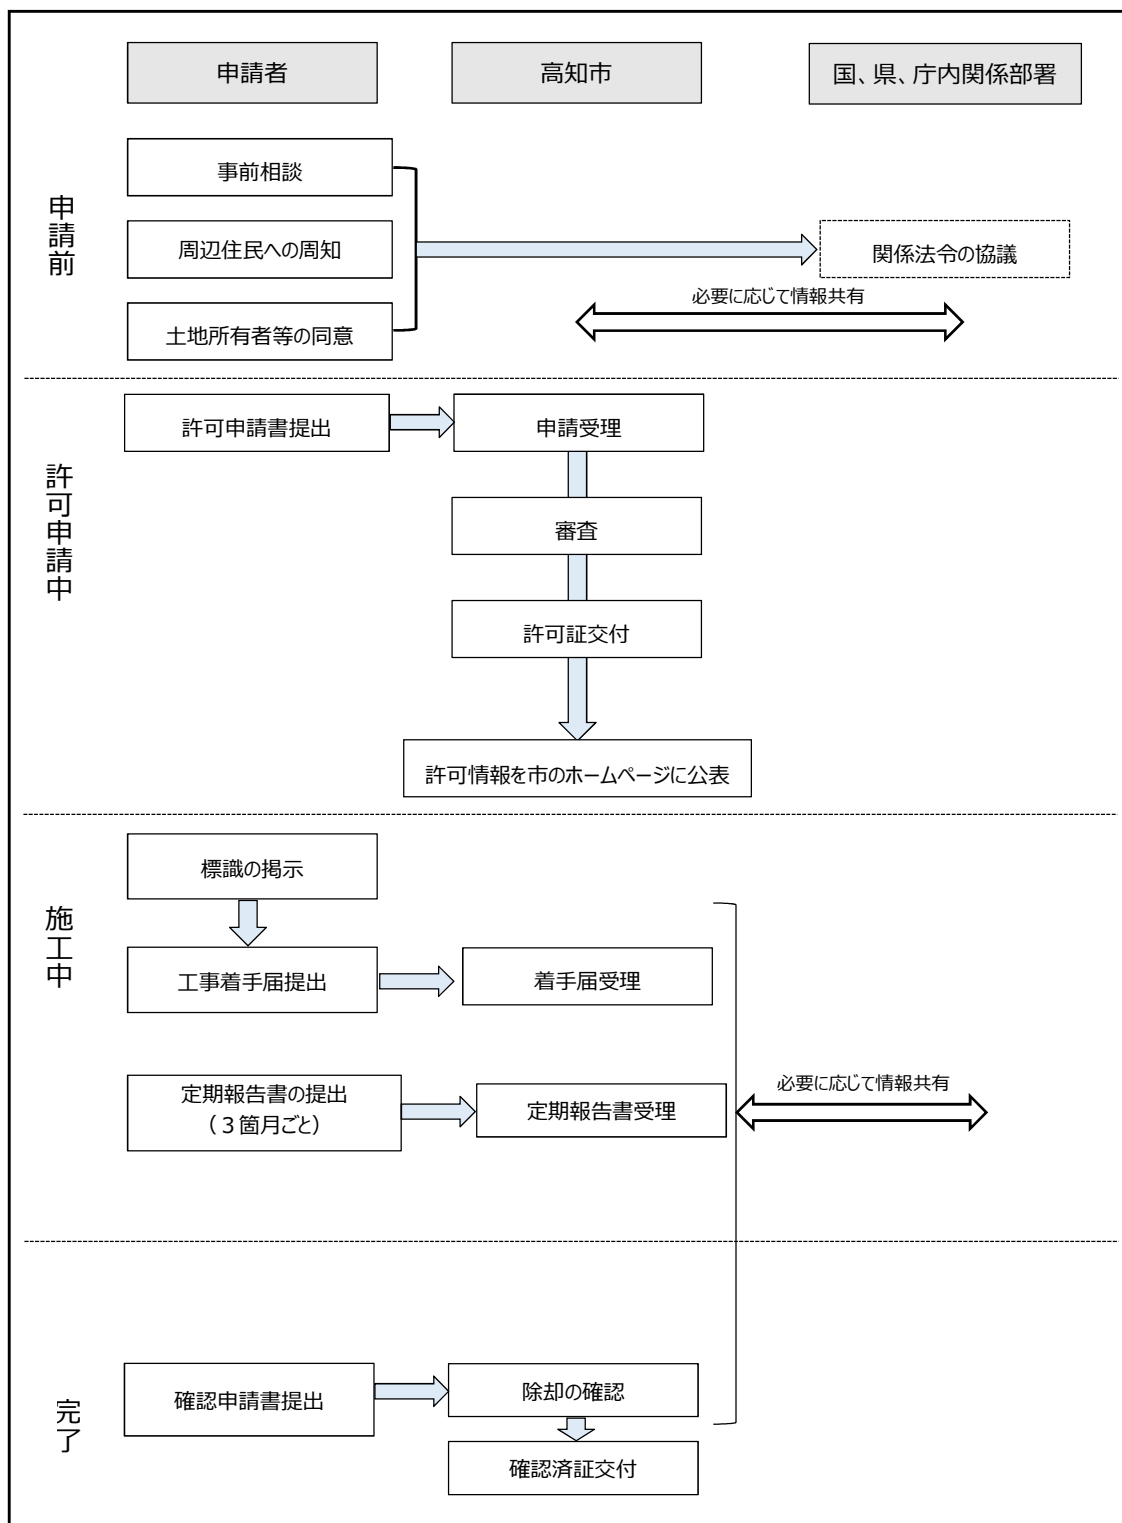 申請者
高知市
国、県、庁内関係部署
申請前
事前相談
周辺住民への周知
関係法令の協議
必要に応じて情報共有
土地所有者等の同意
許可申請中
許可申請書提出
申請受理
審査
許可証交付
許可情報を市のホームページに公表
施工中
標識の掲示
工事着手届提出
着手届受理
定期報告書の提出
（３箇月ごと）
定期報告書受理
必要に応じて情報共有
完了
確認申請書提出
除却の確認
確認済証交付